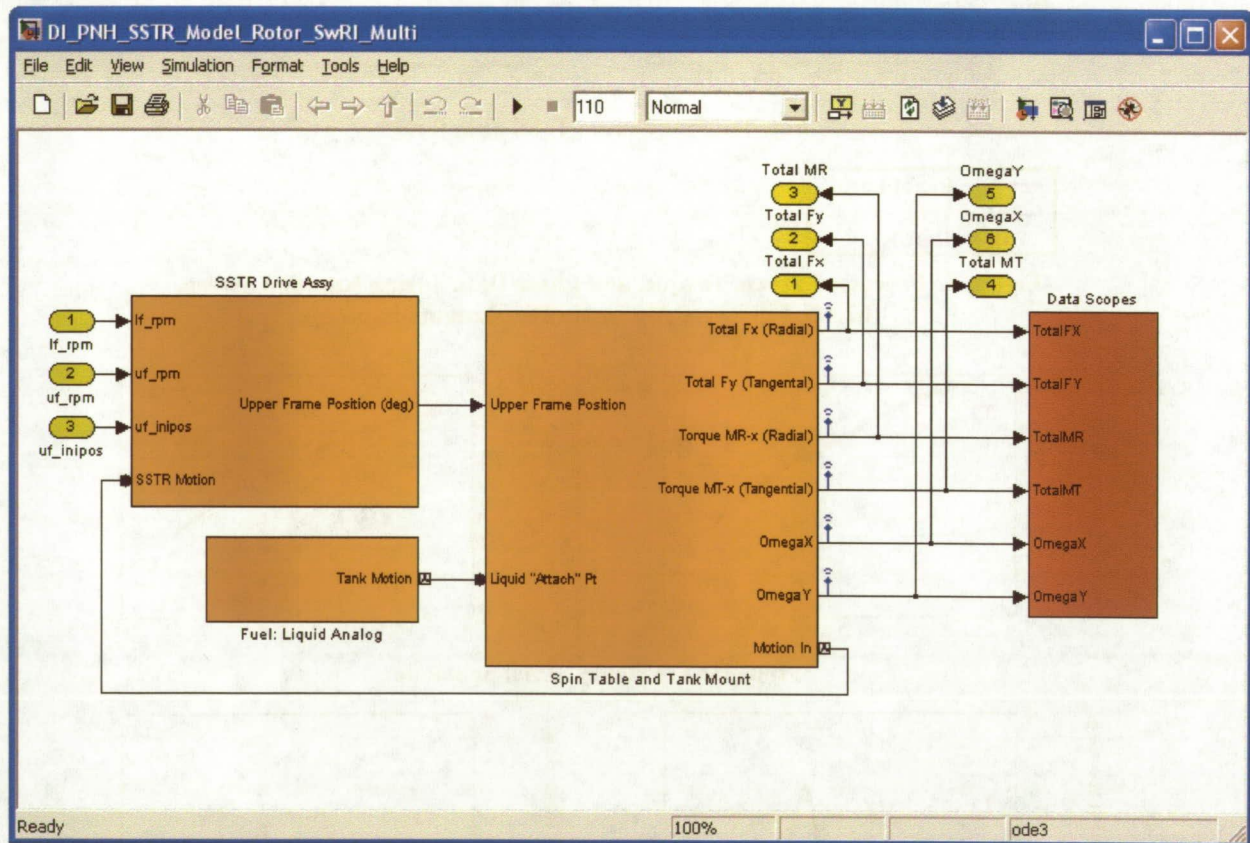 DI_PNH_SSTR_Model_Rotor_SwRI_Multi
File Edit View Simulation Format Tools Help
110 Normal
Total MR
3
Total Fy
2
Total Fx
1
OmegaY
5
OmegaX
6
Total MT
4
SSTR Drive Assy
1
lf_rpm
lf_rpm
2
uf_rpm
uf_rpm
3
uf_inipos
uf_inipos
SSTR Motion
Upper Frame Position (deg)
Tank Motion
Fuel: Liquid Analog
Upper Frame Position
Liquid "Attach" Pt
Total Fx (Radial)
Total Fy (Tangental)
Torque MR-x (Radial)
Torque MT-x (Tangential)
OmegaX
OmegaY
Motion In
Spin Table and Tank Mount
Data Scopes
TotalFX
TotalFY
TotalMR
TotalMT
OmegaX
OmegaY
Ready 100% ode3